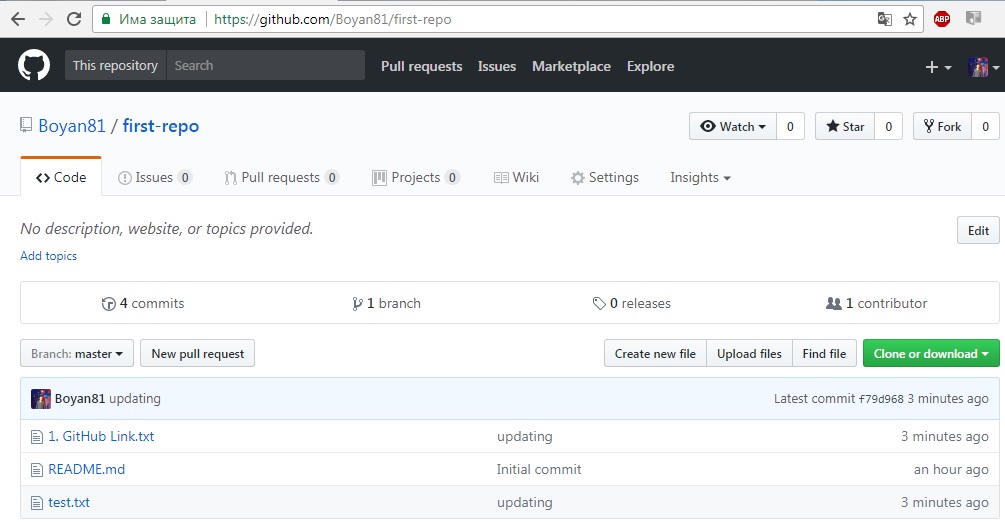 Има защита https://github.com/Boyan81/first-repo ABP
This repository Search Pull requests Issues Marketplace Explore
Boyan81 / first-repo Watch 0 Star 0 Fork 0
Code Issues 0 Pull requests 0 Projects 0 Wiki Settings Insights
No description, website, or topics provided. Edit
Add topics
4 commits 1 branch 0 releases 1 contributor
Branch: master New pull request Create new file Upload files Find file Clone or download
Boyan81 updating Latest commit f79d968 3 minutes ago
1. GitHub Link.txt updating 3 minutes ago
README.md Initial commit an hour ago
test.txt updating 3 minutes ago